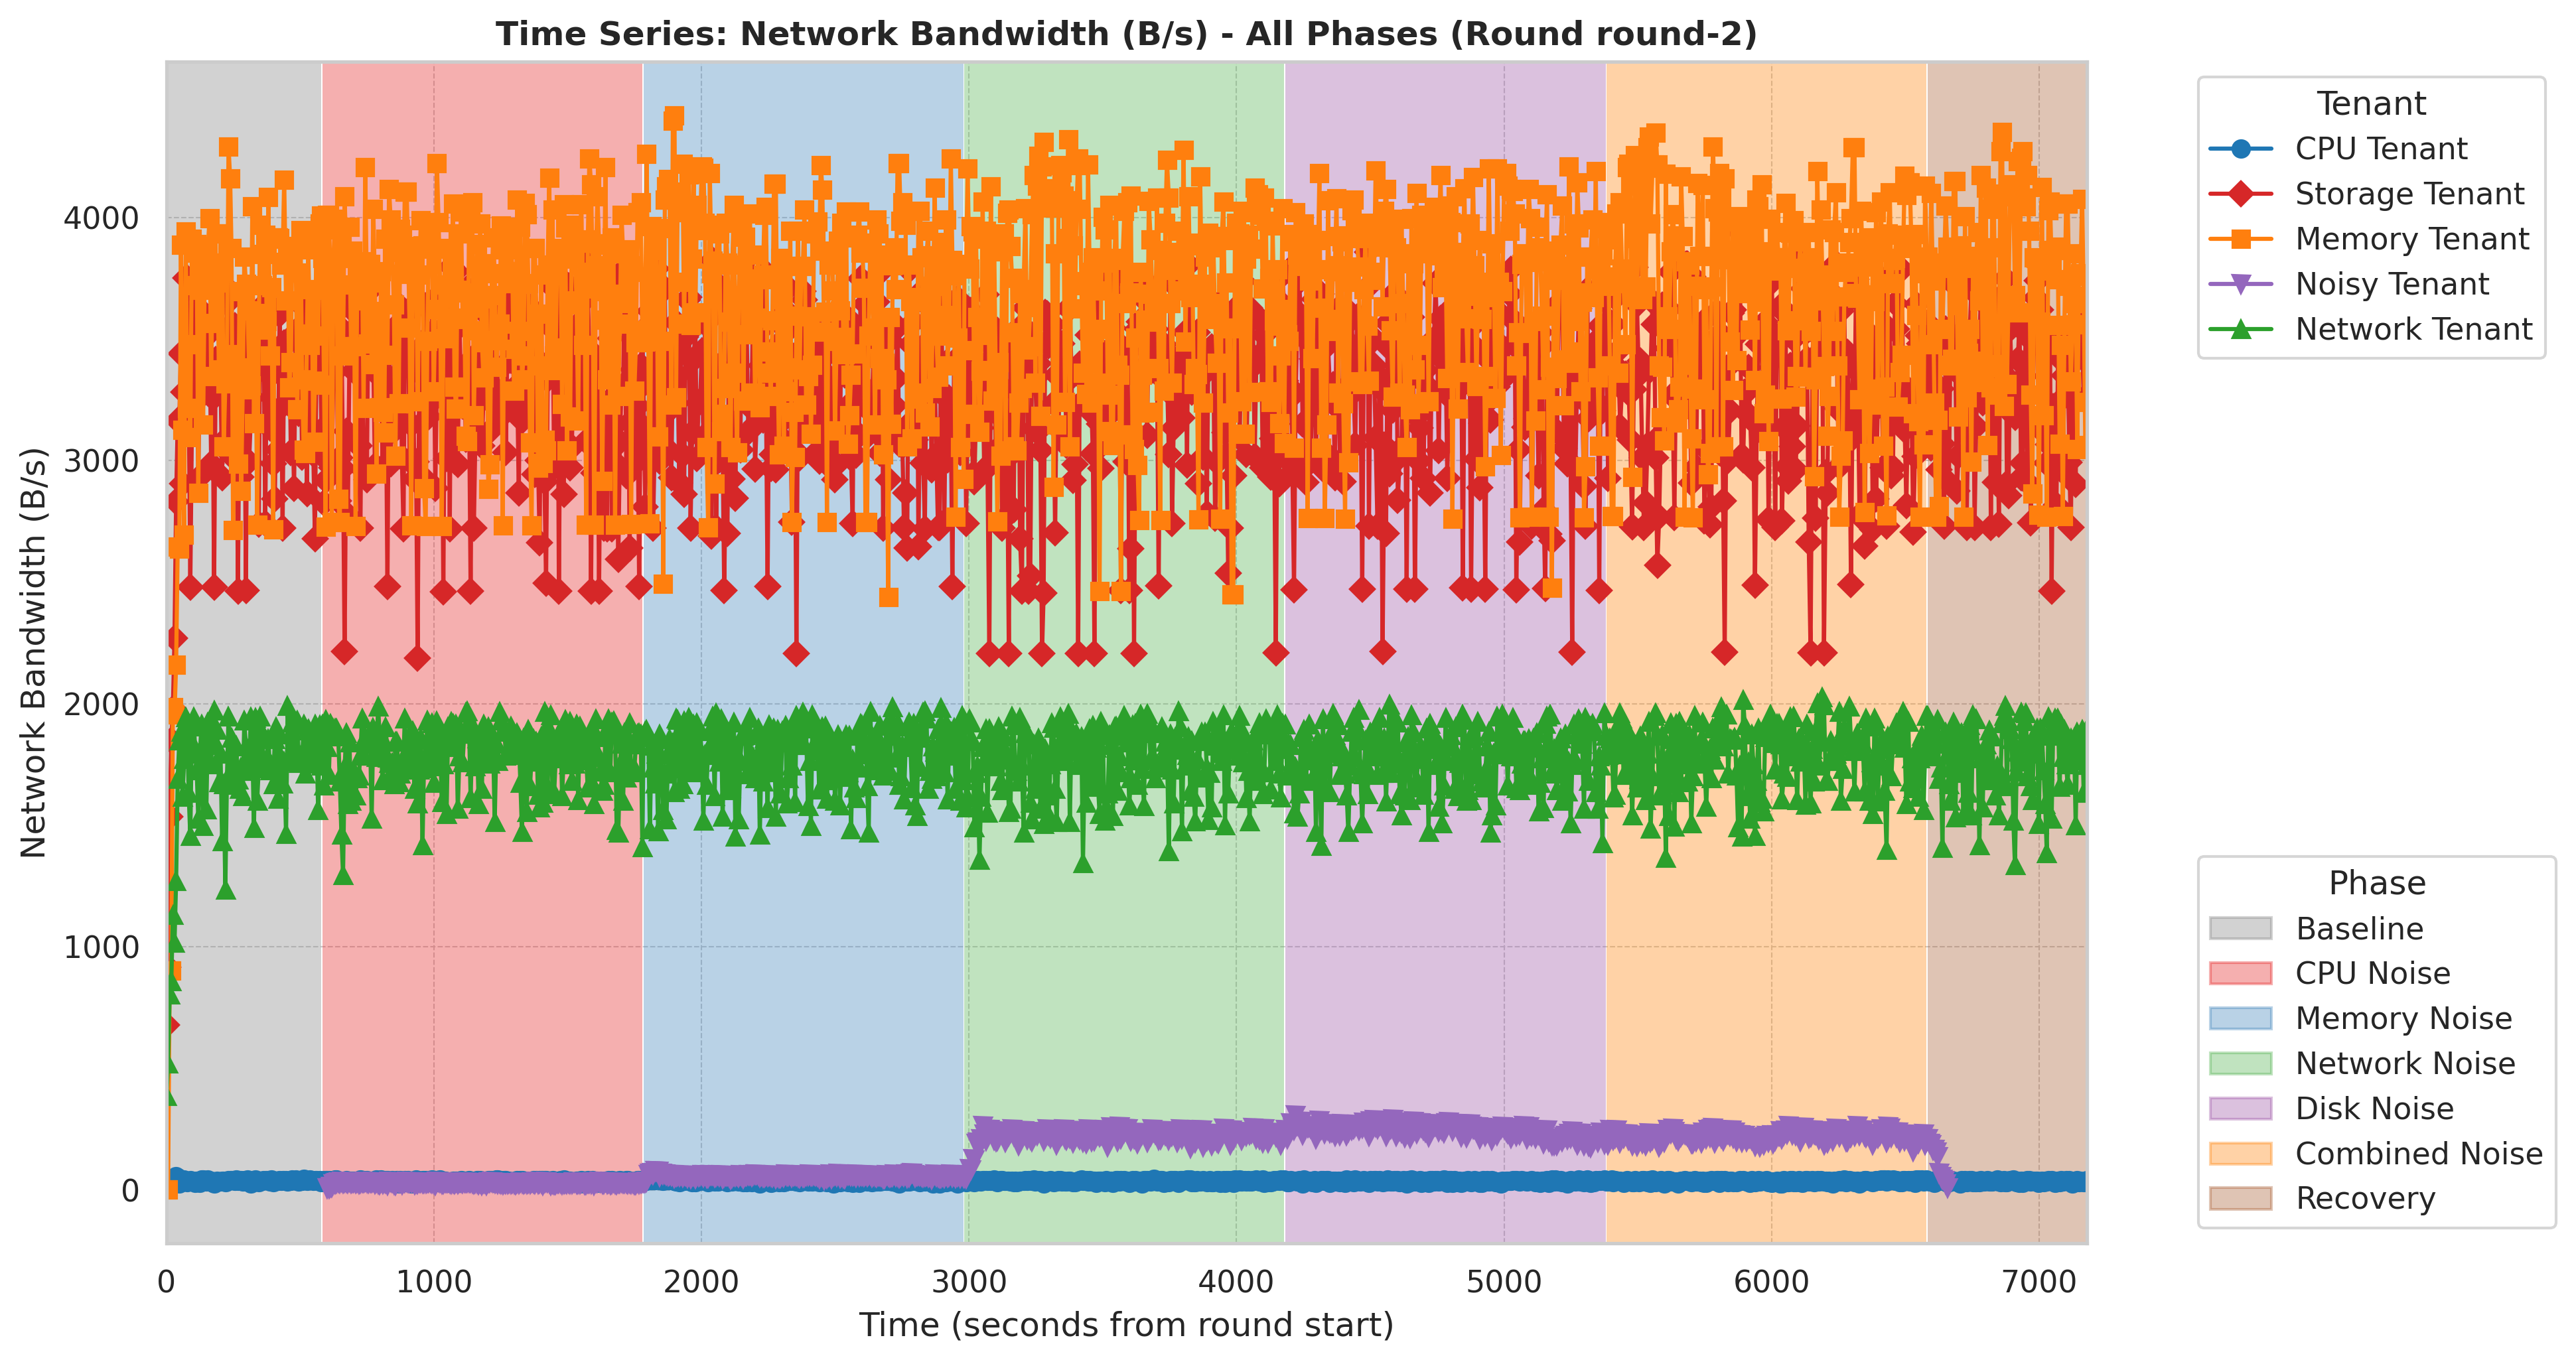 Time Series: Network Bandwidth (B/s) - All Phases (Round round-2)
Network Bandwidth (B/s)
4000
3000
2000
1000
0
0
1000
2000
3000
4000
5000
6000
7000
Time (seconds from round start)
Tenant
CPU Tenant
Storage Tenant
Memory Tenant
Noisy Tenant
Network Tenant
Phase
Baseline
CPU Noise
Memory Noise
Network Noise
Disk Noise
Combined Noise
Recovery